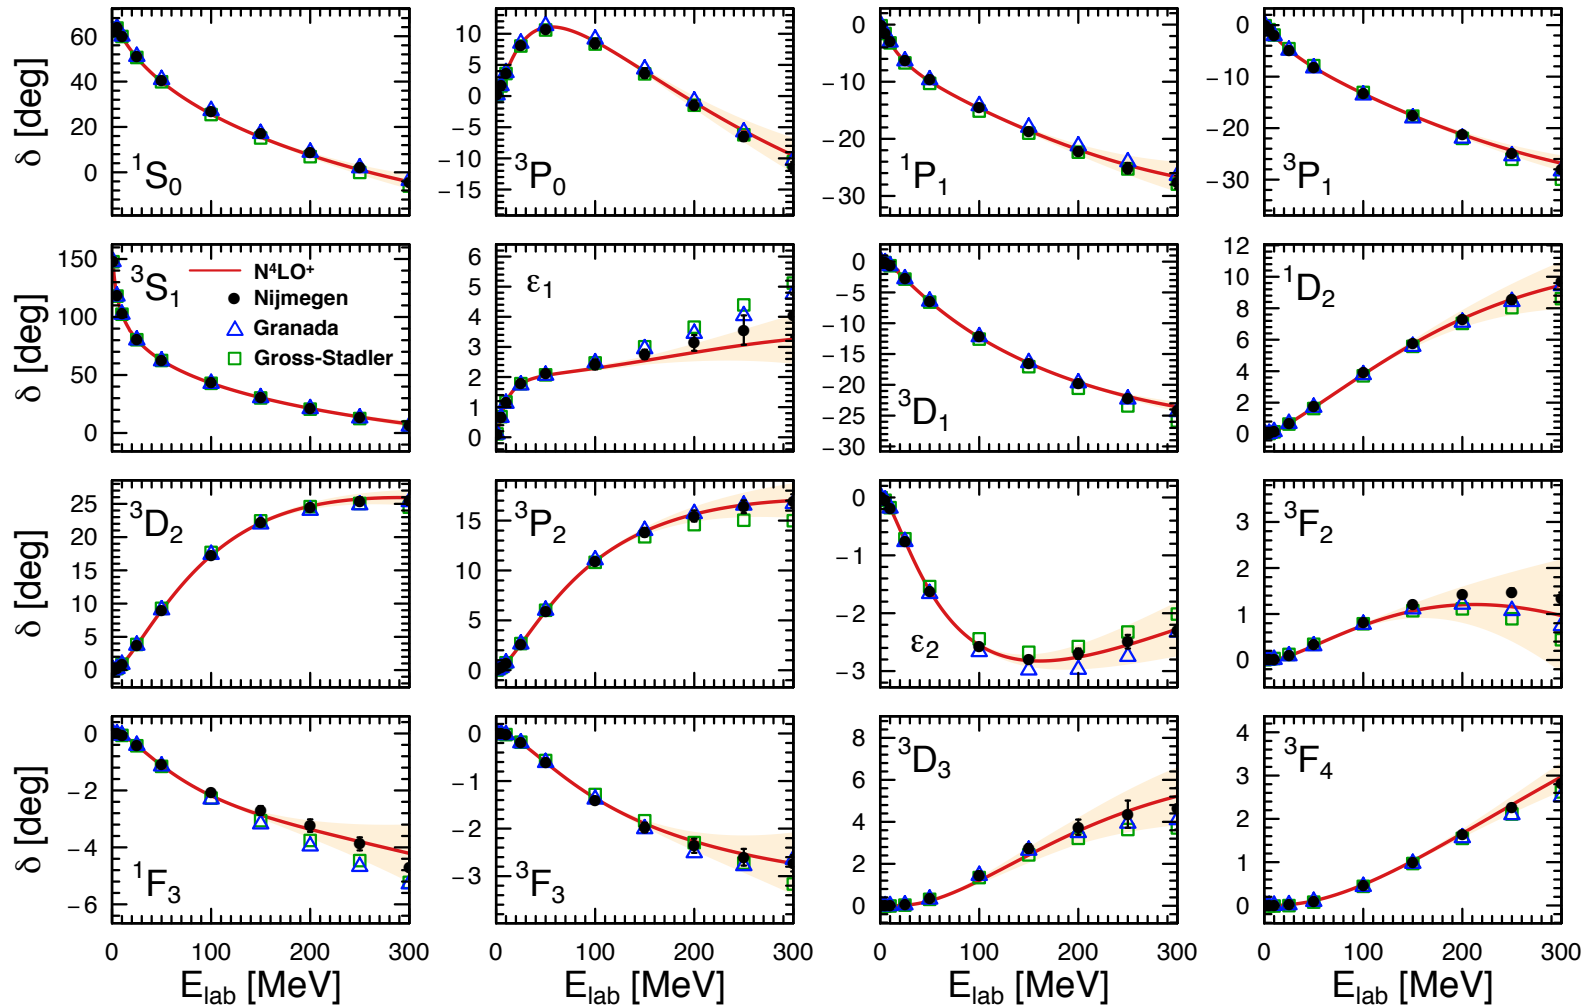 δ [deg]
60
40
20
0
¹S₀
10
5
0
−5
−10
−15
³P₀
0
−10
−20
−30
¹P₁
0
−10
−20
−30
³P₁
δ [deg]
150
100
50
0
³S₁
N⁴LO⁺
Nijmegen
Granada
Gross-Stadler
6
5
4
3
2
1
0
ε₁
0
−5
−10
−15
−20
−25
−30
³D₁
12
10
8
6
4
2
0
¹D₂
δ [deg]
25
20
15
10
5
0
³D₂
15
10
5
0
³P₂
0
−1
−2
−3
ε₂
3
2
1
0
³F₂
δ [deg]
0
−2
−4
−6
¹F₃
0
−1
−2
−3
³F₃
8
6
4
2
0
³D₃
4
3
2
1
0
³F₄
0 100 200 300
0 100 200 300
0 100 200 300
0 100 200 300
E_lab [MeV]
E_lab [MeV]
E_lab [MeV]
E_lab [MeV]